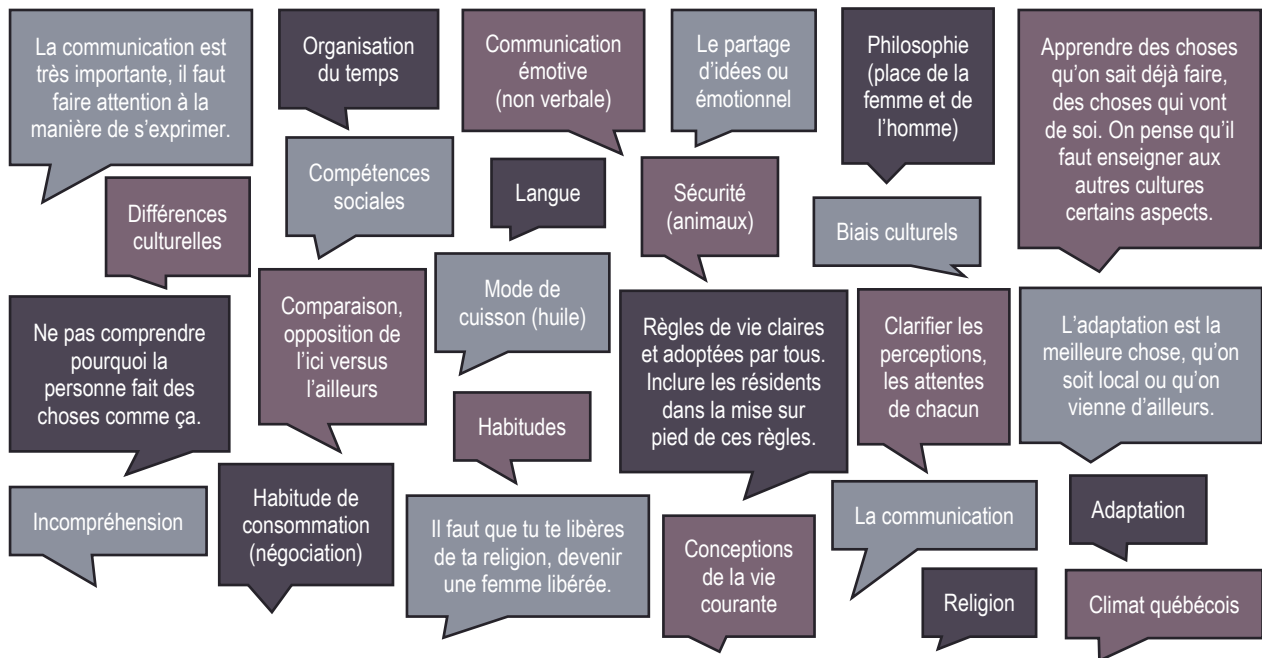 La communication est
très importante, il faut
faire attention à la
manière de s'exprimer.
Organisation
du temps
Communication
émotive
(non verbale)
Le partage
d'idées ou
émotionnel
Philosophie
(place de la
femme et de
l'homme)
Apprendre des choses
qu'on sait déjà faire,
des choses qui vont
de soi. On pense qu'il
faut enseigner aux
autres cultures
certains aspects.
Différences
culturelles
Compétences
sociales
Langue
Sécurité
(animaux)
Biais culturels
Ne pas comprendre
pourquoi la
personne fait des
choses comme ça.
Comparaison,
opposition de
l'ici versus
l'ailleurs
Mode de
cuisson (huile)
Règles de vie claires
et adoptées par tous.
Inclure les résidents
dans la mise sur
pied de ces règles.
Clarifier les
perceptions,
les attentes
de chacun
L'adaptation est la
meilleure chose, qu'on
soit local ou qu'on
vienne d'ailleurs.
Habitudes
Incompréhension
Habitude de
consommation
(négociation)
Il faut que tu te libères
de ta religion, devenir
une femme libérée.
Conceptions
de la vie
courante
La communication
Adaptation
Religion
Climat québécois